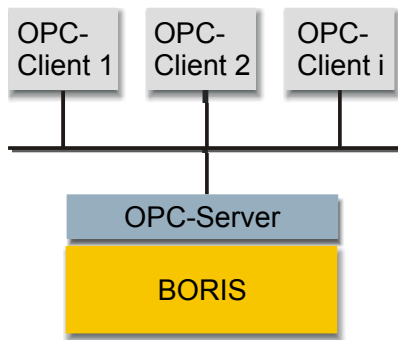 OPC-
Client 1
OPC-
Client 2
OPC-
Client i
OPC-Server
BORIS